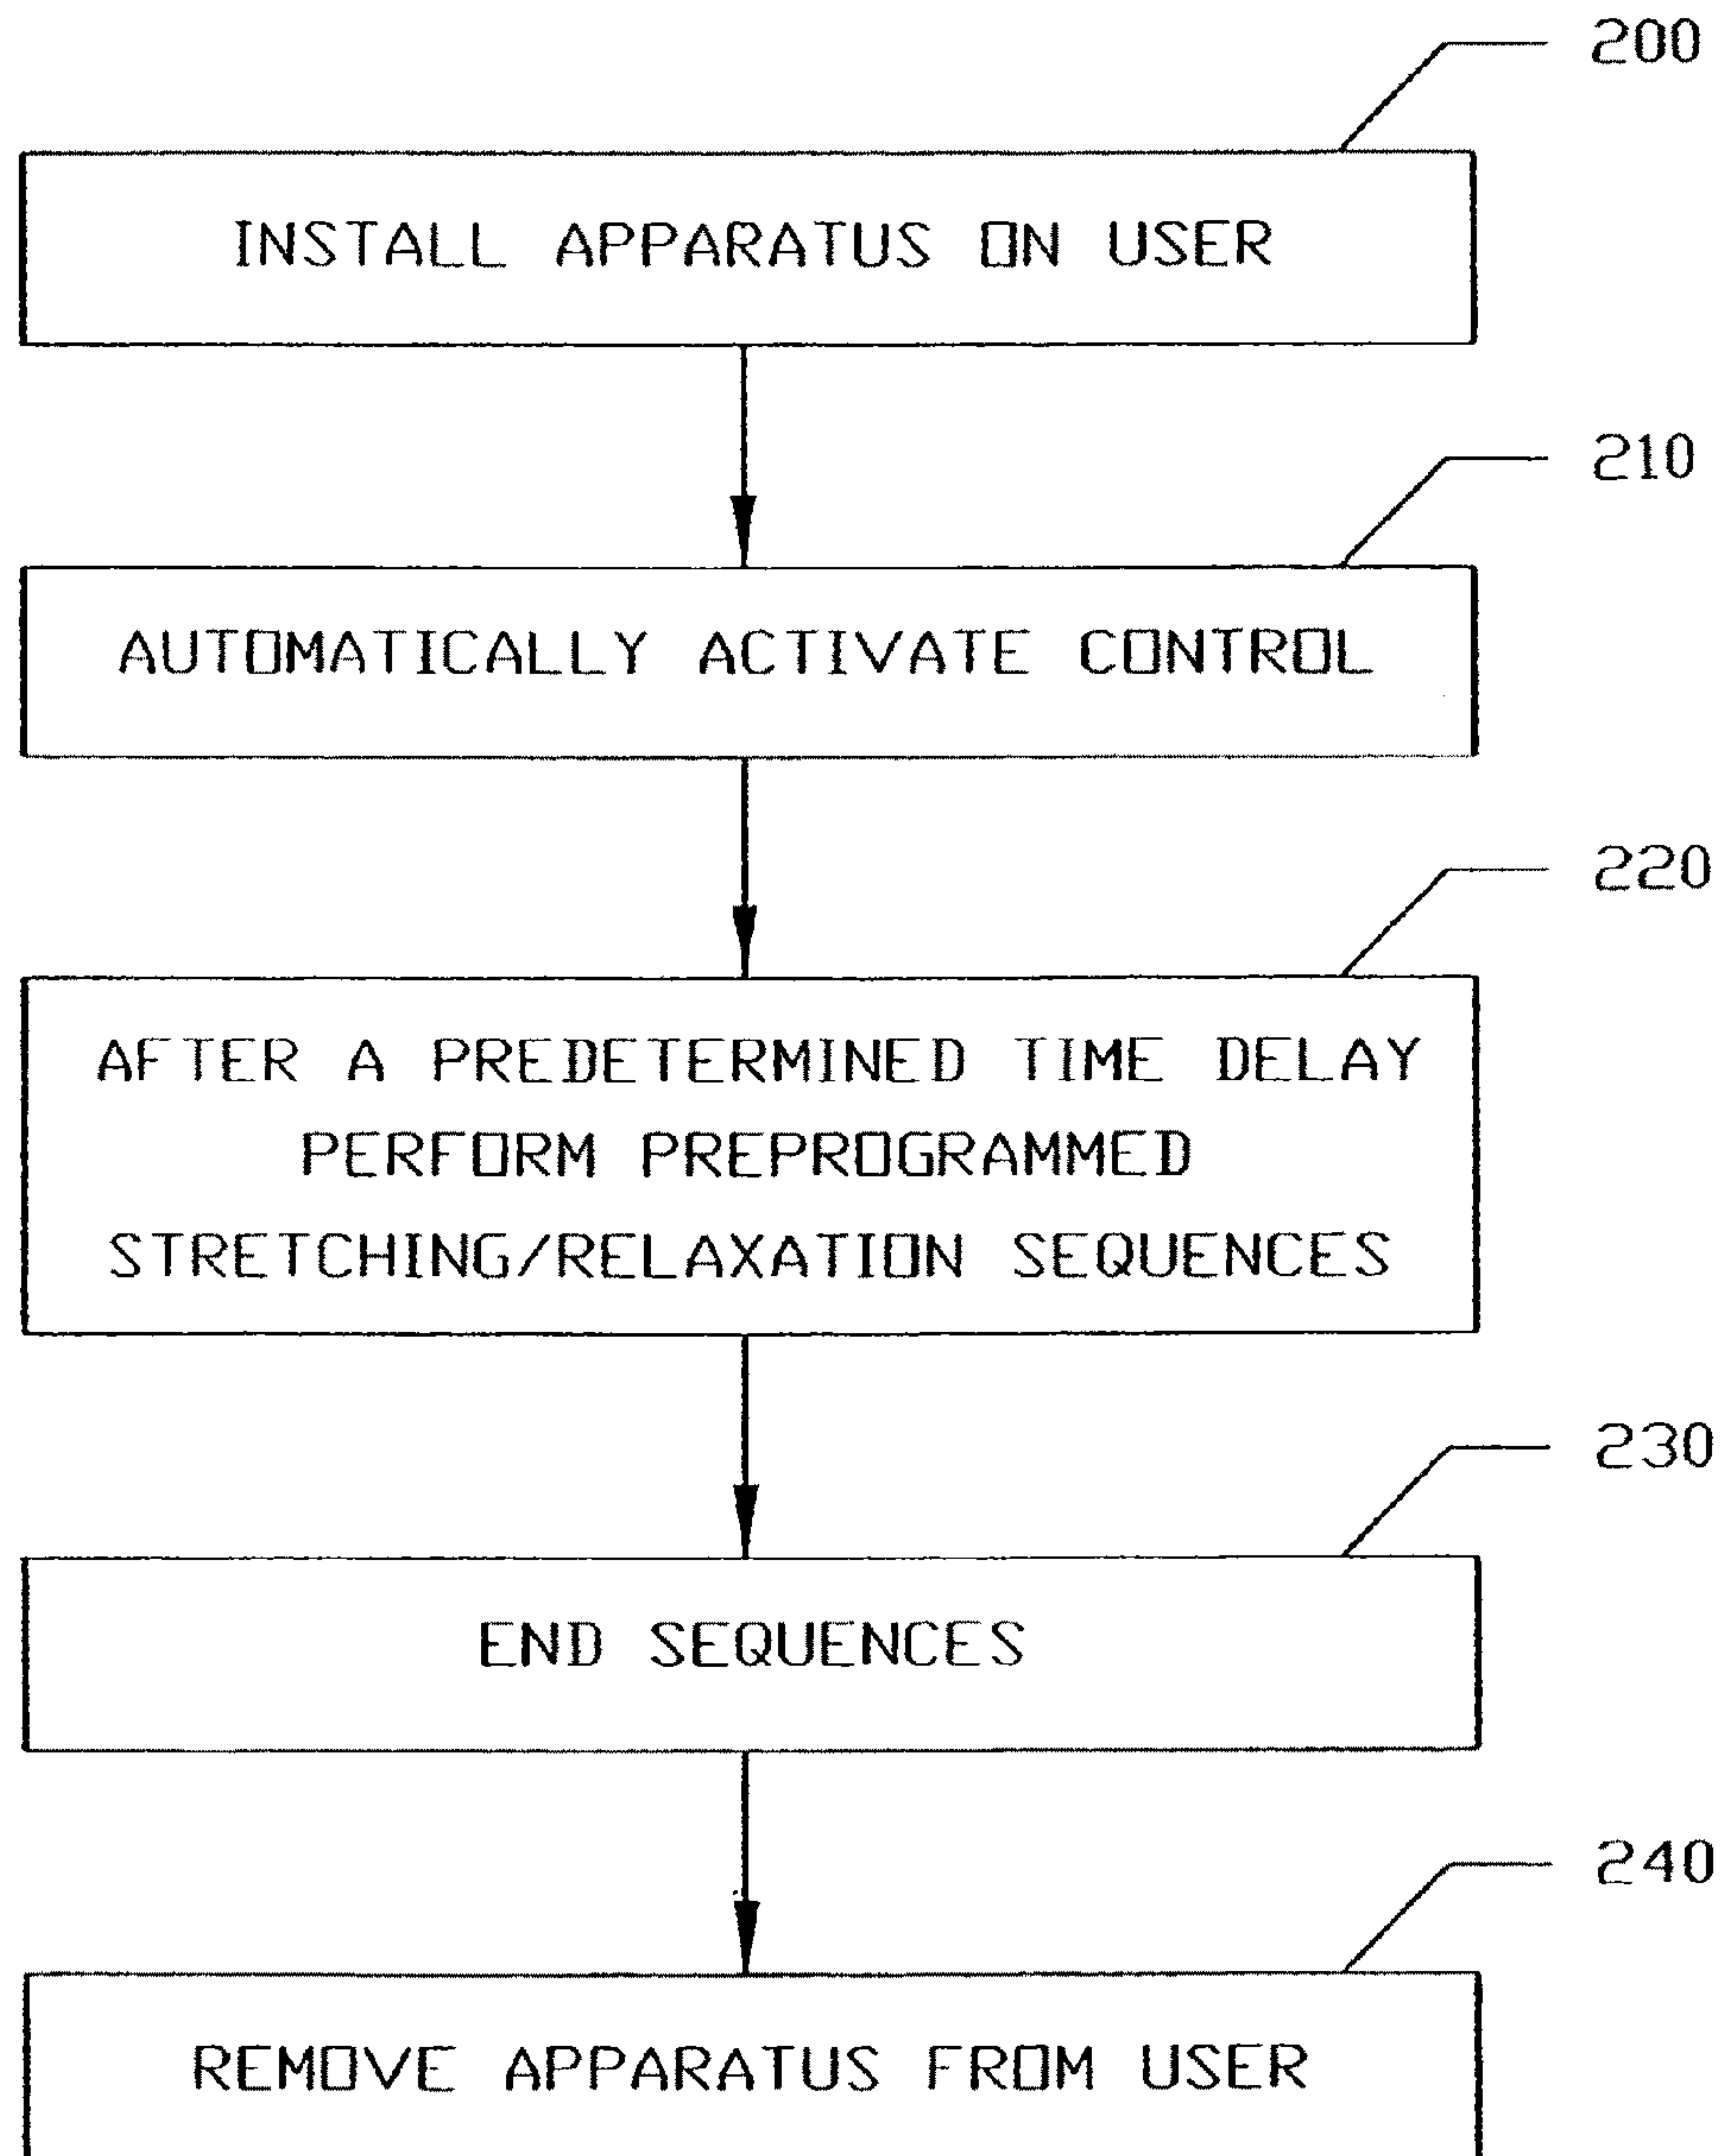 200
INSTALL APPARATUS ON USER
210
AUTOMATICALLY ACTIVATE CONTROL
220
AFTER A PREDETERMINED TIME DELAY
PERFORM PREPROGRAMMED
STRETCHING/RELAXATION SEQUENCES
230
END SEQUENCES
240
REMOVE APPARATUS FROM USER